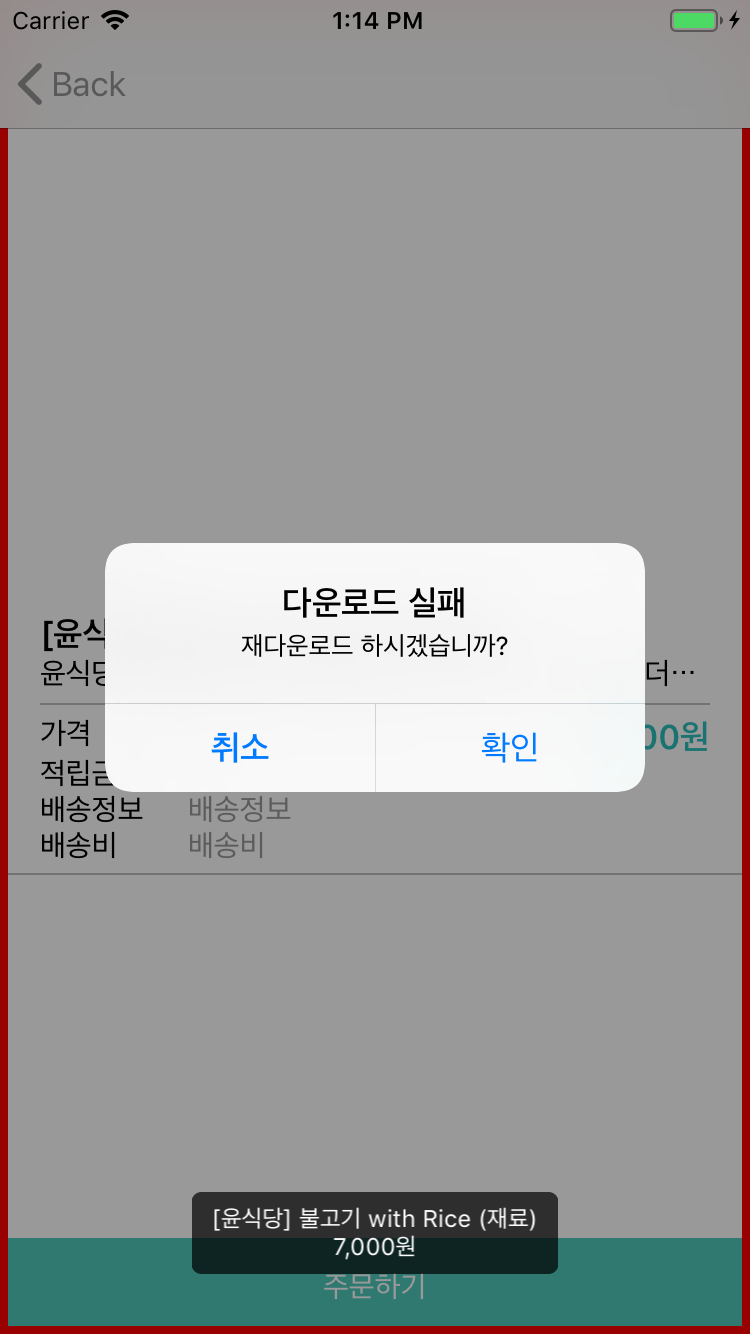 Carrier 1:14 PM
Back
다운로드 실패
재다운로드 하시겠습니까?
취소 확인
[윤식
윤식당 더…
가격 00원
적립금
배송정보 배송정보
배송비 배송비
[윤식당] 불고기 with Rice (재료)
7,000원
주문하기